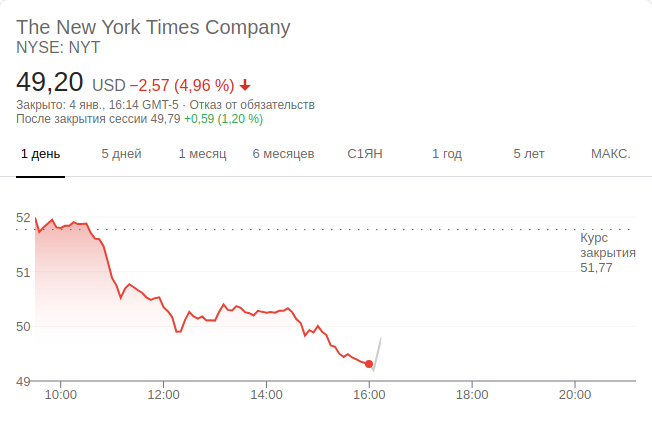 The New York Times Company
NYSE: NYT
49,20 USD −2,57 (4,96 %)
Закрыто: 4 янв., 16:14 GMT-5 · Отказ от обязательств
После закрытия сессии 49,79 +0,59 (1,20 %)
1 день 5 дней 1 месяц 6 месяцев С1ЯН 1 год 5 лет МАКС.
52
Курс
закрытия
51,77
51
50
49
10:00 12:00 14:00 16:00 18:00 20:00